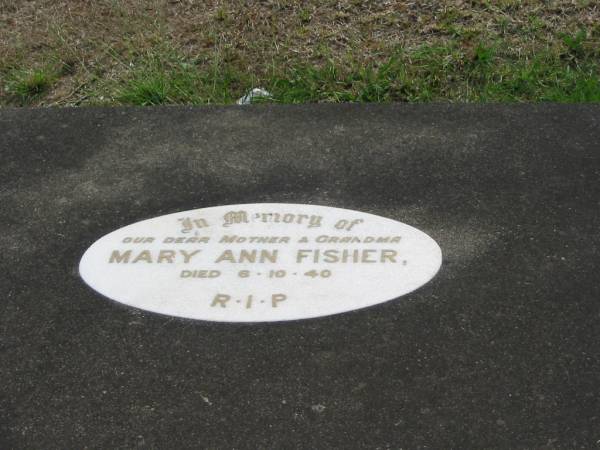 In Memory of
OUR DEAR MOTHER & GRANDMA
MARY ANN FISHER,
DIED 6·10·40
R·I·P